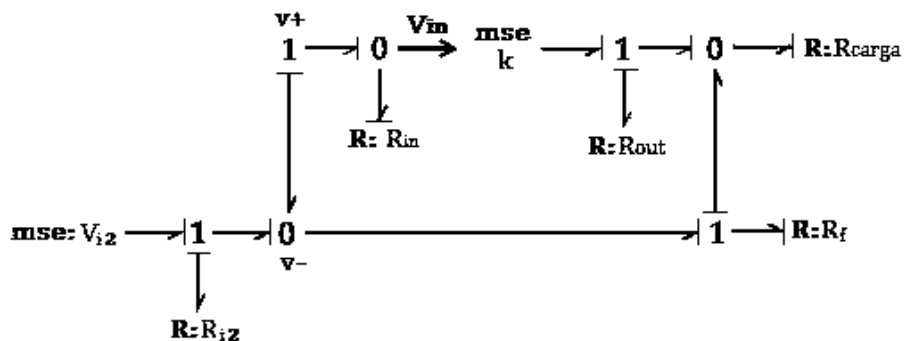 v+
Vin
mse
1 0 k 1 0 R:Rcarga
R: Rin
R:Rout
mse: Vi2 1 0 1 R:Rf
v-
R:Ri2